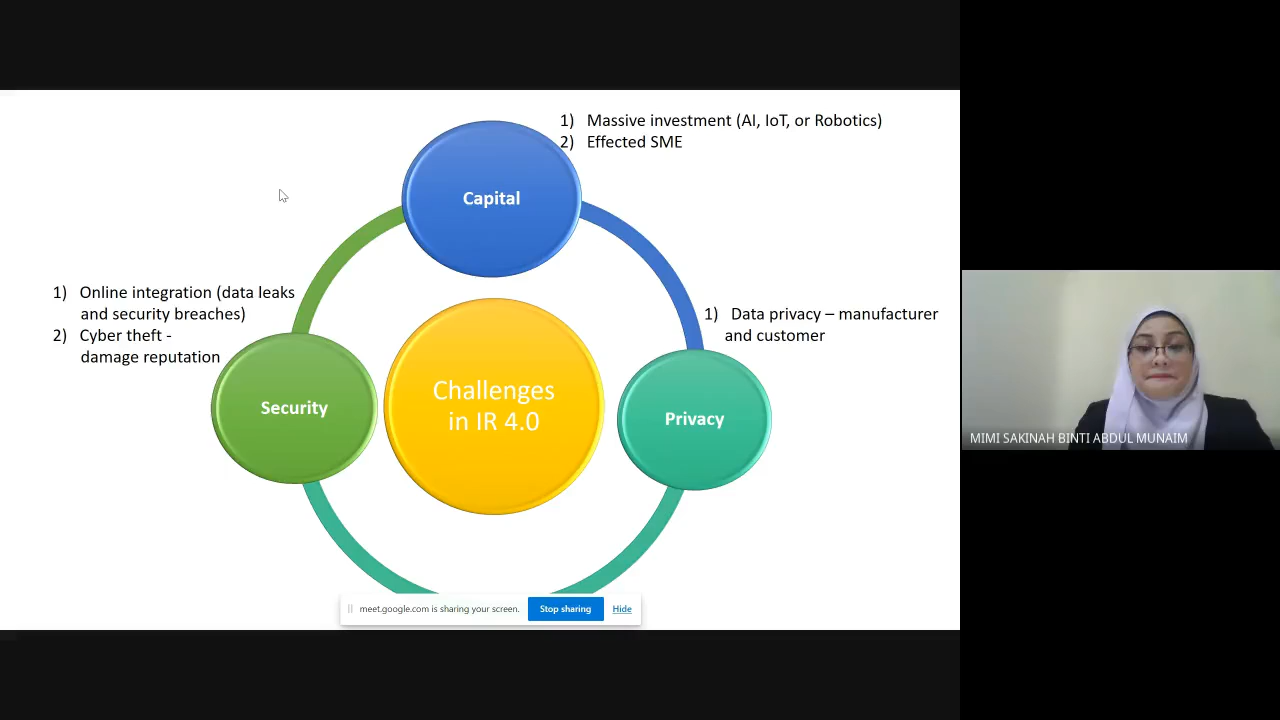 1) Massive investment (AI, IoT, or Robotics)
2) Effected SME
Capital
1) Online integration (data leaks
and security breaches)
2) Cyber theft -
damage reputation
1) Data privacy – manufacturer
and customer
Security
Challenges
in IR 4.0
Privacy
MIMI SAKINAH BINTI ABDUL MUNAIM
meet.google.com is sharing your screen. Stop sharing Hide